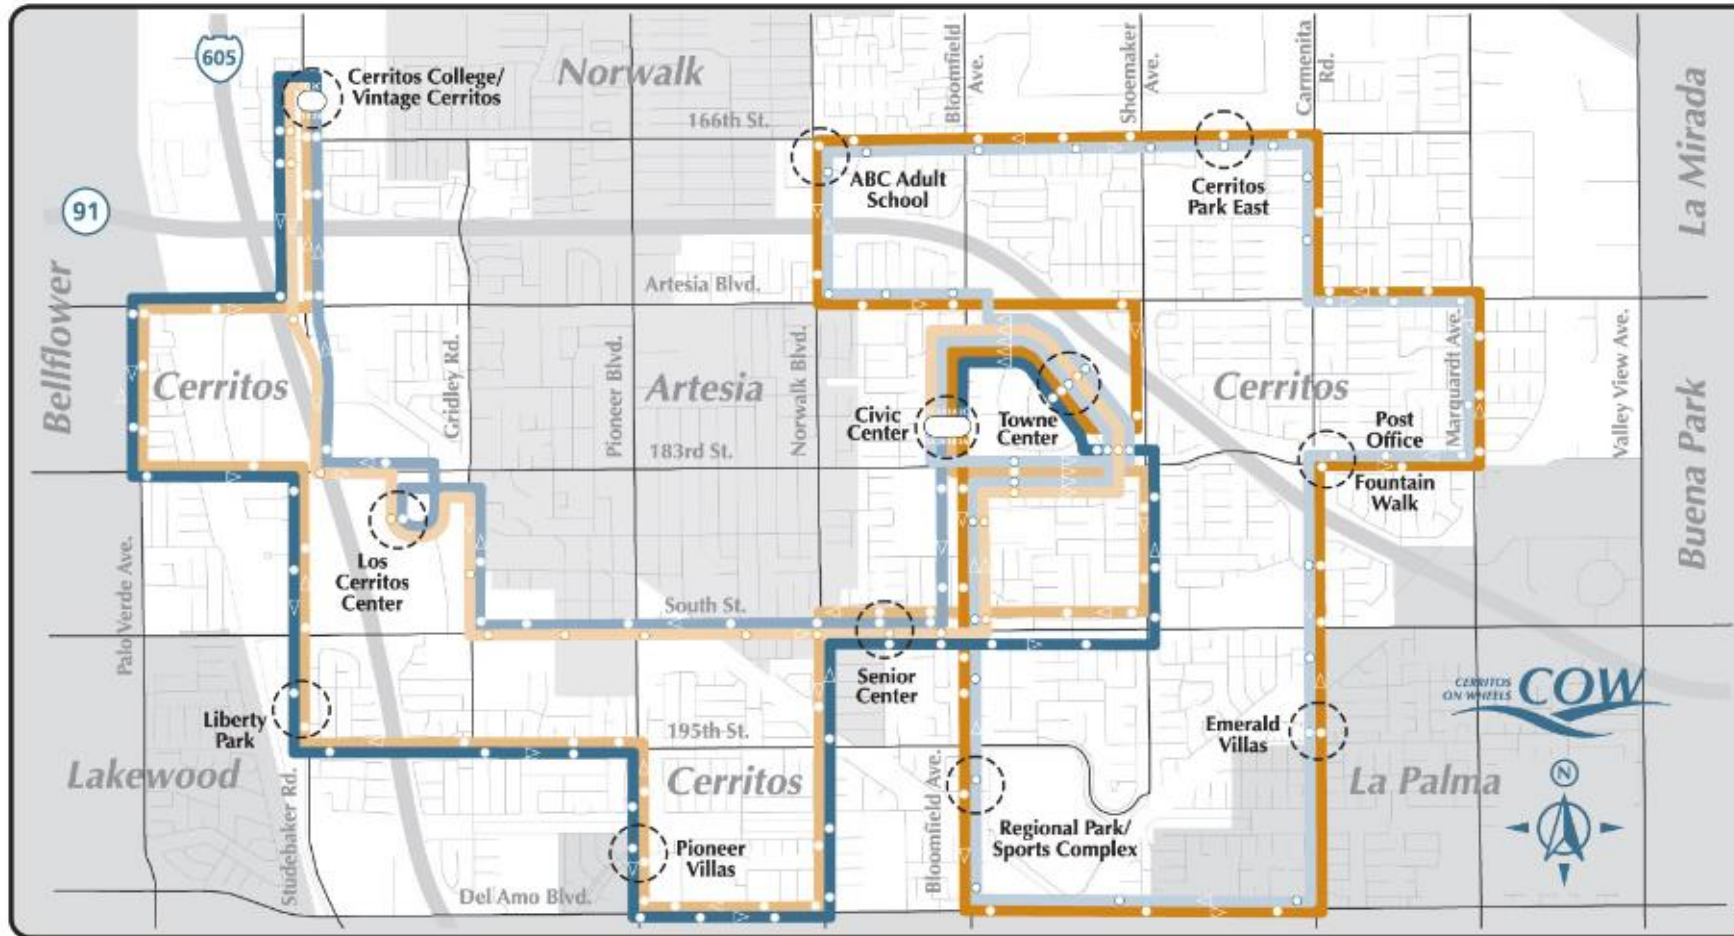 605
Cerritos College/
Vintage Cerritos
Norwalk
166th St.
Bloomfield
Ave.
Shoemaker
Ave.
Carmenita
Rd.
La Mirada
91
ABC Adult
School
Cerritos
Park East
Bellflower
Artesia Blvd.
Cerritos
Gridley Rd.
Pioneer Blvd.
Artesia
Norwalk Blvd.
183rd St.
Civic
Center
Towne
Center
Cerritos
Marquardt Ave.
Valley View Ave.
Post
Office
Fountain
Walk
Buena Park
Palo Verde Ave.
Los
Cerritos
Center
South St.
Senior
Center
Liberty
Park
195th St.
Emerald
Villas
CERRITOS
ON WHEELS
COW
Lakewood
Studebaker Rd.
Cerritos
Bloomfield Ave.
La Palma
N
Pioneer
Villas
Regional Park/
Sports Complex
Del Amo Blvd.